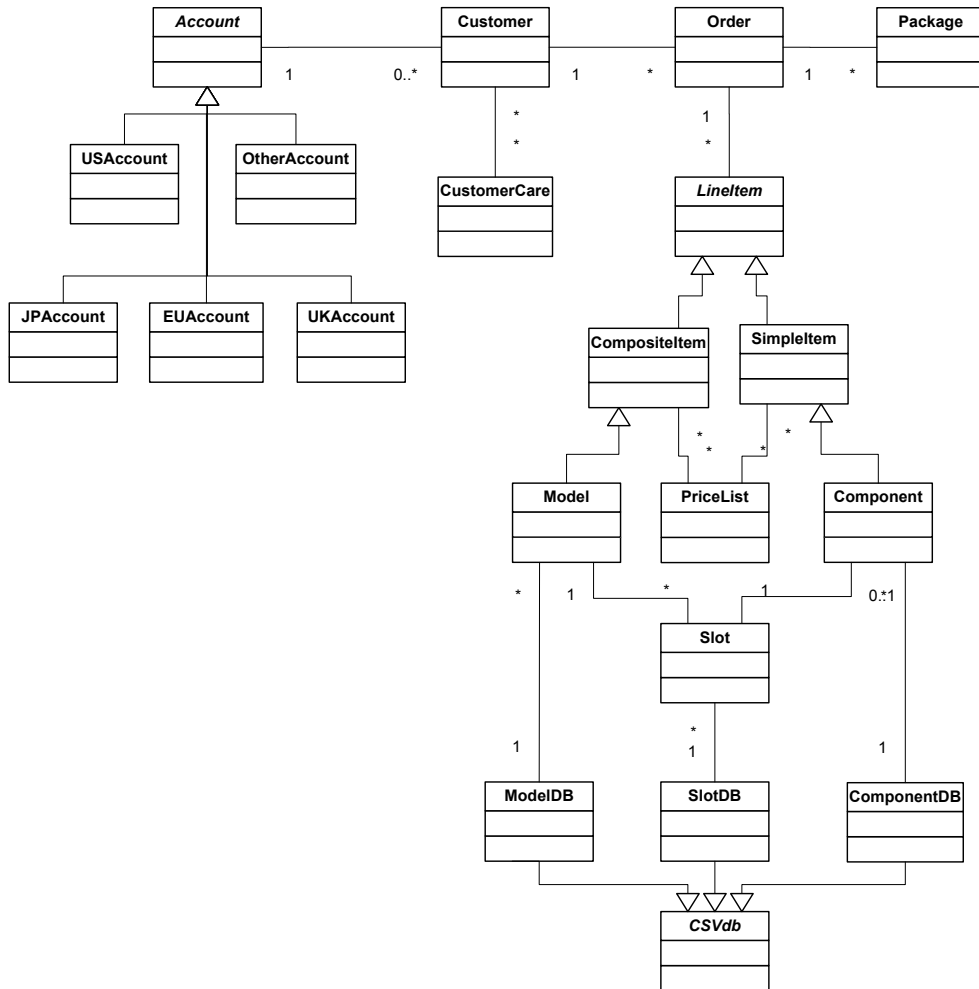 Account
Customer
Order
Package
1
0..*
1
*
1
*
*
*
1
*
USAccount
OtherAccount
CustomerCare
LineItem
JPAccount
EUAccount
UKAccount
CompositeItem
SimpleItem
*
*
*
*
Model
PriceList
Component
*
1
*
1
0..1
*
Slot
*
1
1
1
ModelDB
SlotDB
ComponentDB
CSVdb